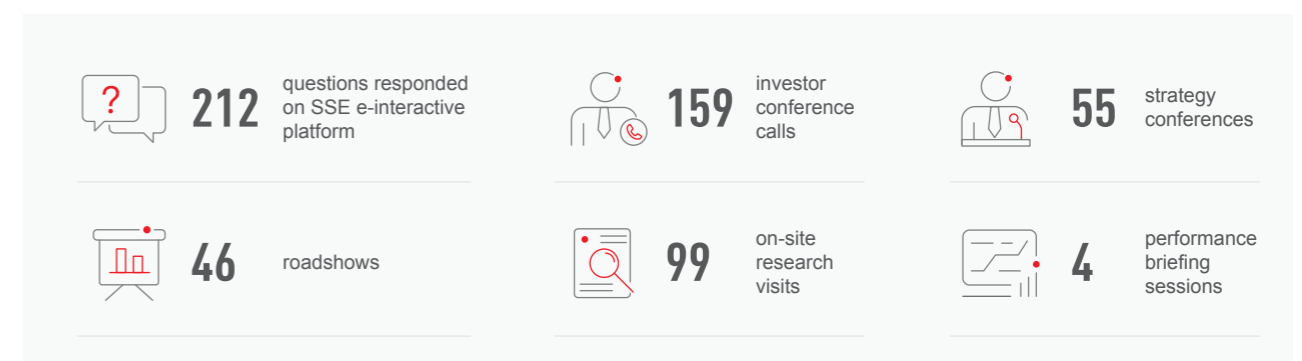 212
questions responded
on SSE e-interactive
platform
159
investor
conference
calls
55
strategy
conferences
46
roadshows
99
on-site
research
visits
4
performance
briefing
sessions